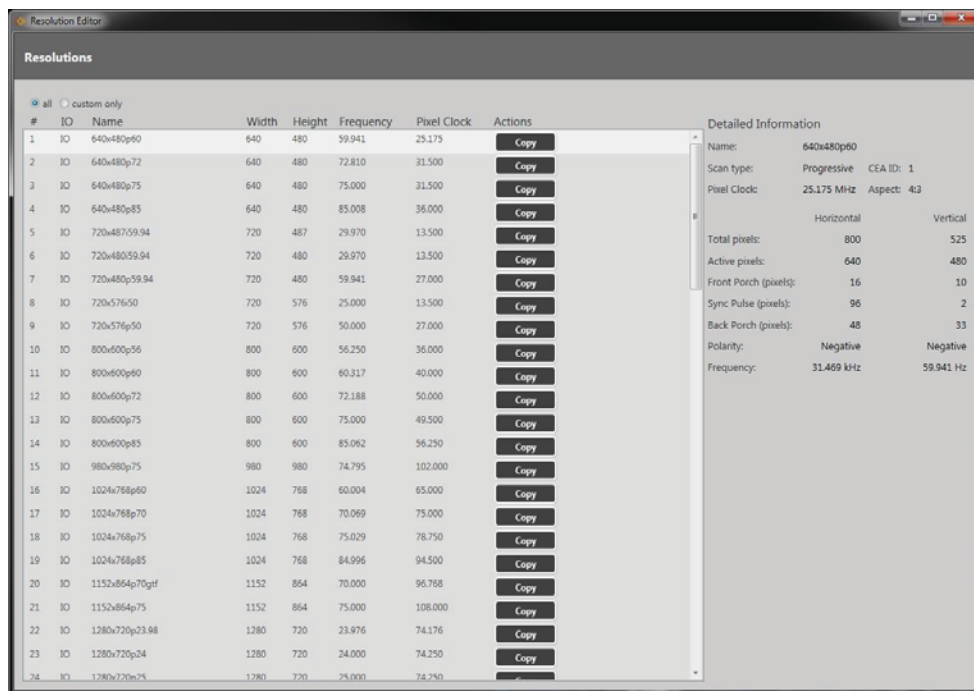 Resolution Editor
Resolutions
all custom only
# IO Name Width Height Frequency Pixel Clock Actions
1 IO 640x480p60 640 480 59.941 25.175 Copy
2 IO 640x480p72 640 480 72.810 31.500 Copy
3 IO 640x480p75 640 480 75.000 31.500 Copy
4 IO 640x480p85 640 480 85.008 36.000 Copy
5 IO 720x487i59.94 720 487 29.970 13.500 Copy
6 IO 720x480i59.94 720 480 29.970 13.500 Copy
7 IO 720x480p59.94 720 480 59.941 27.000 Copy
8 IO 720x576i50 720 576 25.000 13.500 Copy
9 IO 720x576p50 720 576 50.000 27.000 Copy
10 IO 800x600p56 800 600 56.250 36.000 Copy
11 IO 800x600p60 800 600 60.317 40.000 Copy
12 IO 800x600p72 800 600 72.188 50.000 Copy
13 IO 800x600p75 800 600 75.000 49.500 Copy
14 IO 800x600p85 800 600 85.062 56.250 Copy
15 IO 980x980p75 980 980 74.795 102.000 Copy
16 IO 1024x768p60 1024 768 60.004 65.000 Copy
17 IO 1024x768p70 1024 768 70.069 75.000 Copy
18 IO 1024x768p75 1024 768 75.029 78.750 Copy
19 IO 1024x768p85 1024 768 84.996 94.500 Copy
20 IO 1152x864p70gtf 1152 864 70.000 96.768 Copy
21 IO 1152x864p75 1152 864 75.000 108.000 Copy
22 IO 1280x720p23.98 1280 720 23.976 74.176 Copy
23 IO 1280x720p24 1280 720 24.000 74.250 Copy
24 IO 1280x720p25 1280 720 25.000 74.250
Detailed Information
Name: 640x480p60
Scan type: Progressive CEA ID: 1
Pixel Clock: 25.175 MHz Aspect: 4:3
Horizontal Vertical
Total pixels: 800 525
Active pixels: 640 480
Front Porch (pixels): 16 10
Sync Pulse (pixels): 96 2
Back Porch (pixels): 48 33
Polarity: Negative Negative
Frequency: 31.469 kHz 59.941 Hz